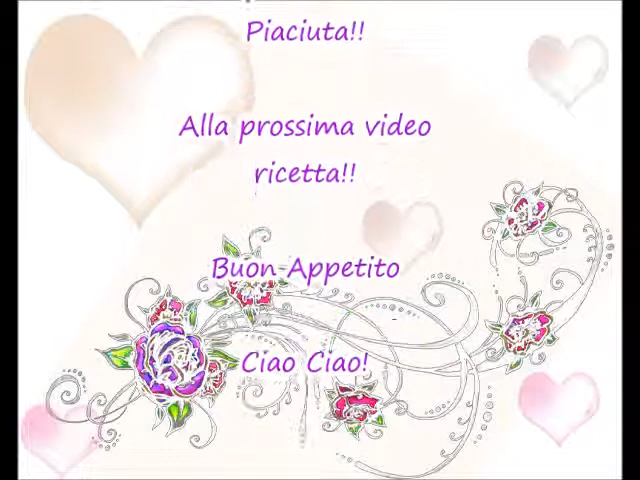 Piaciuta!!
Alla prossima video
ricetta!!
Buon Appetito
Ciao Ciao!